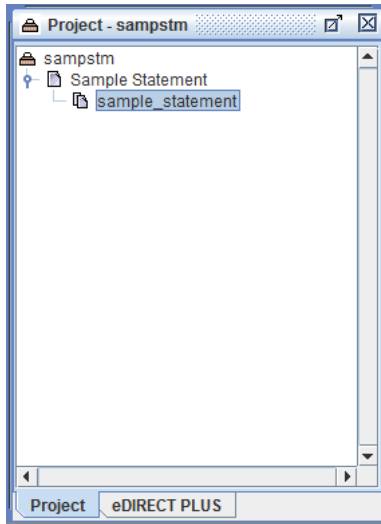 Project - sampstm
sampstm
Sample Statement
sample_statement
Project eDIRECT PLUS